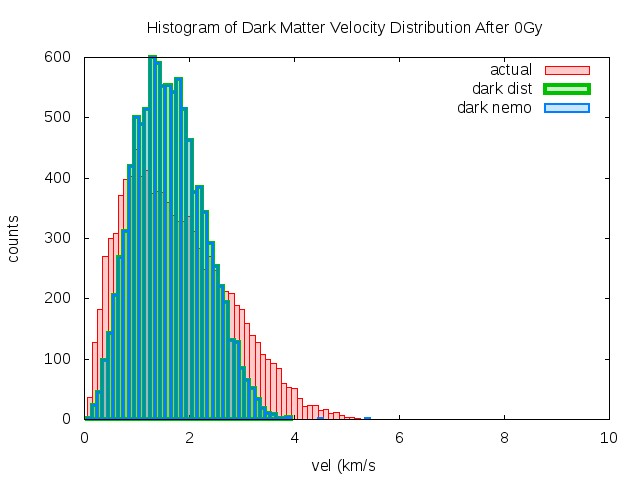 Histogram of Dark Matter Velocity Distribution After 0Gy
600
500
400
300
200
100
0
counts
actual
dark dist
dark nemo
0 2 4 6 8 10
vel (km/s